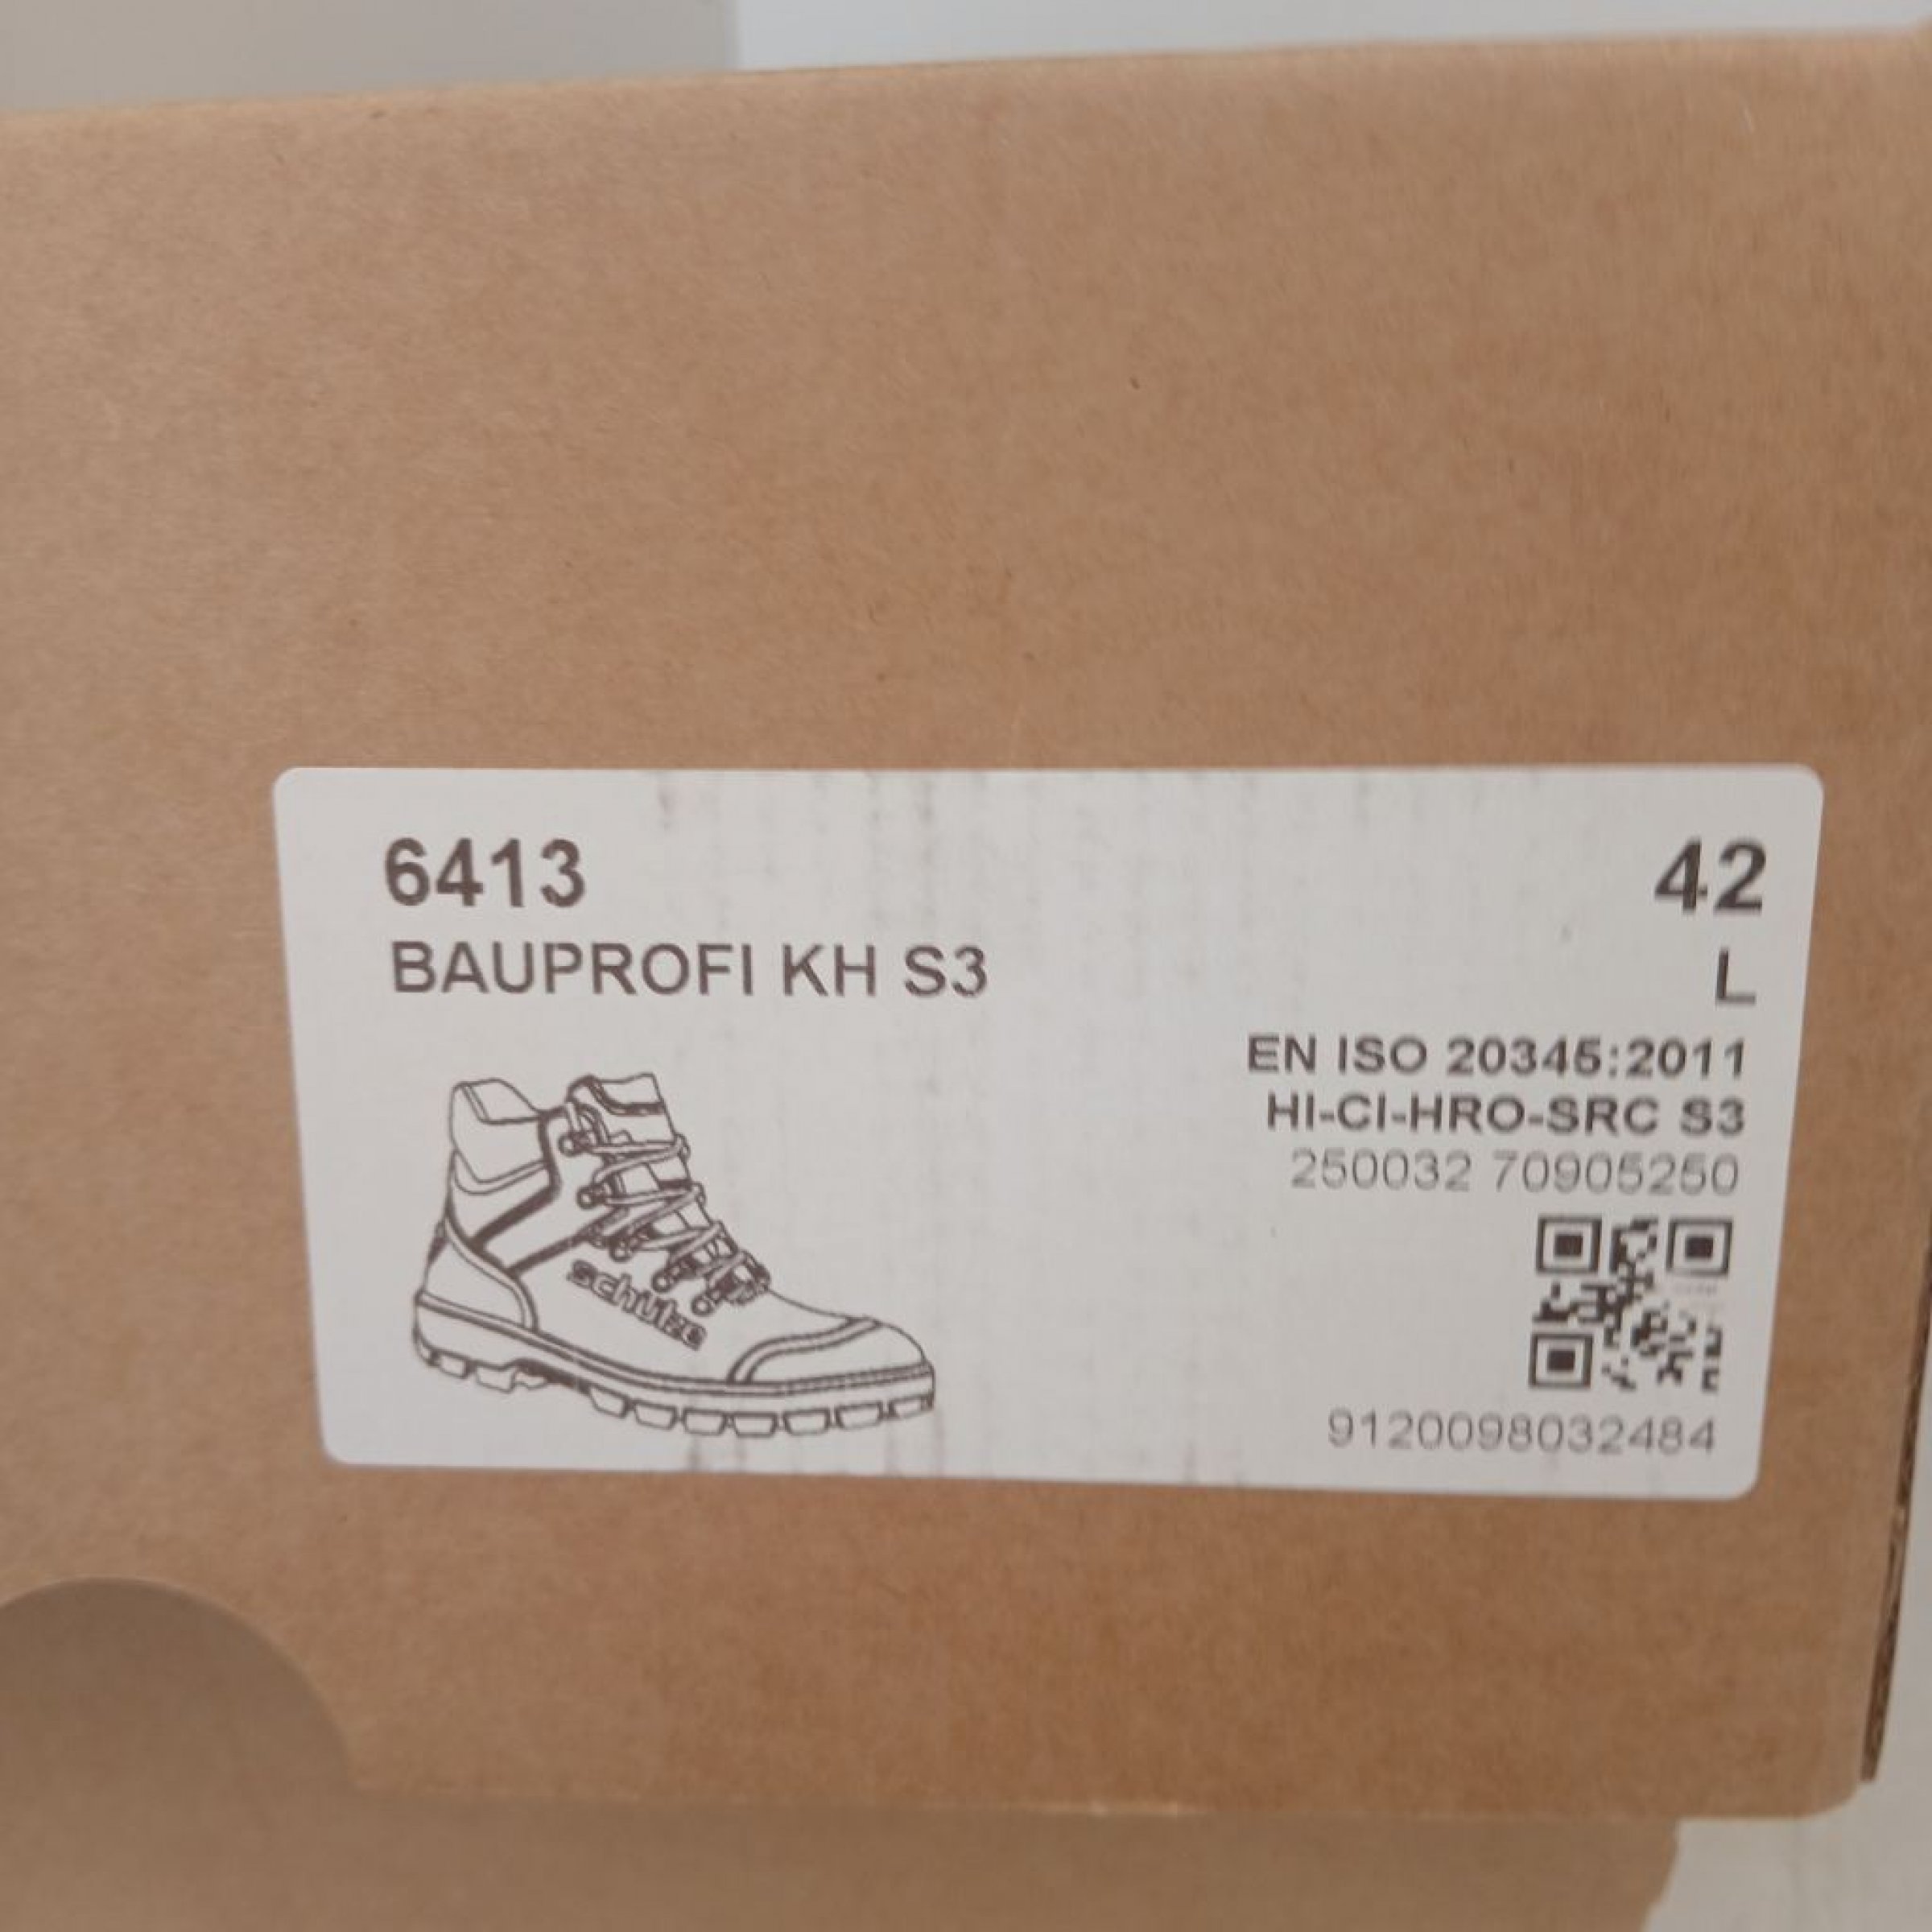 6413
BAUPROFI KH S3
42
L
EN ISO 20345:2011
HI-CI-HRO-SRC S3
250032 70905250
schütze
9120098032484